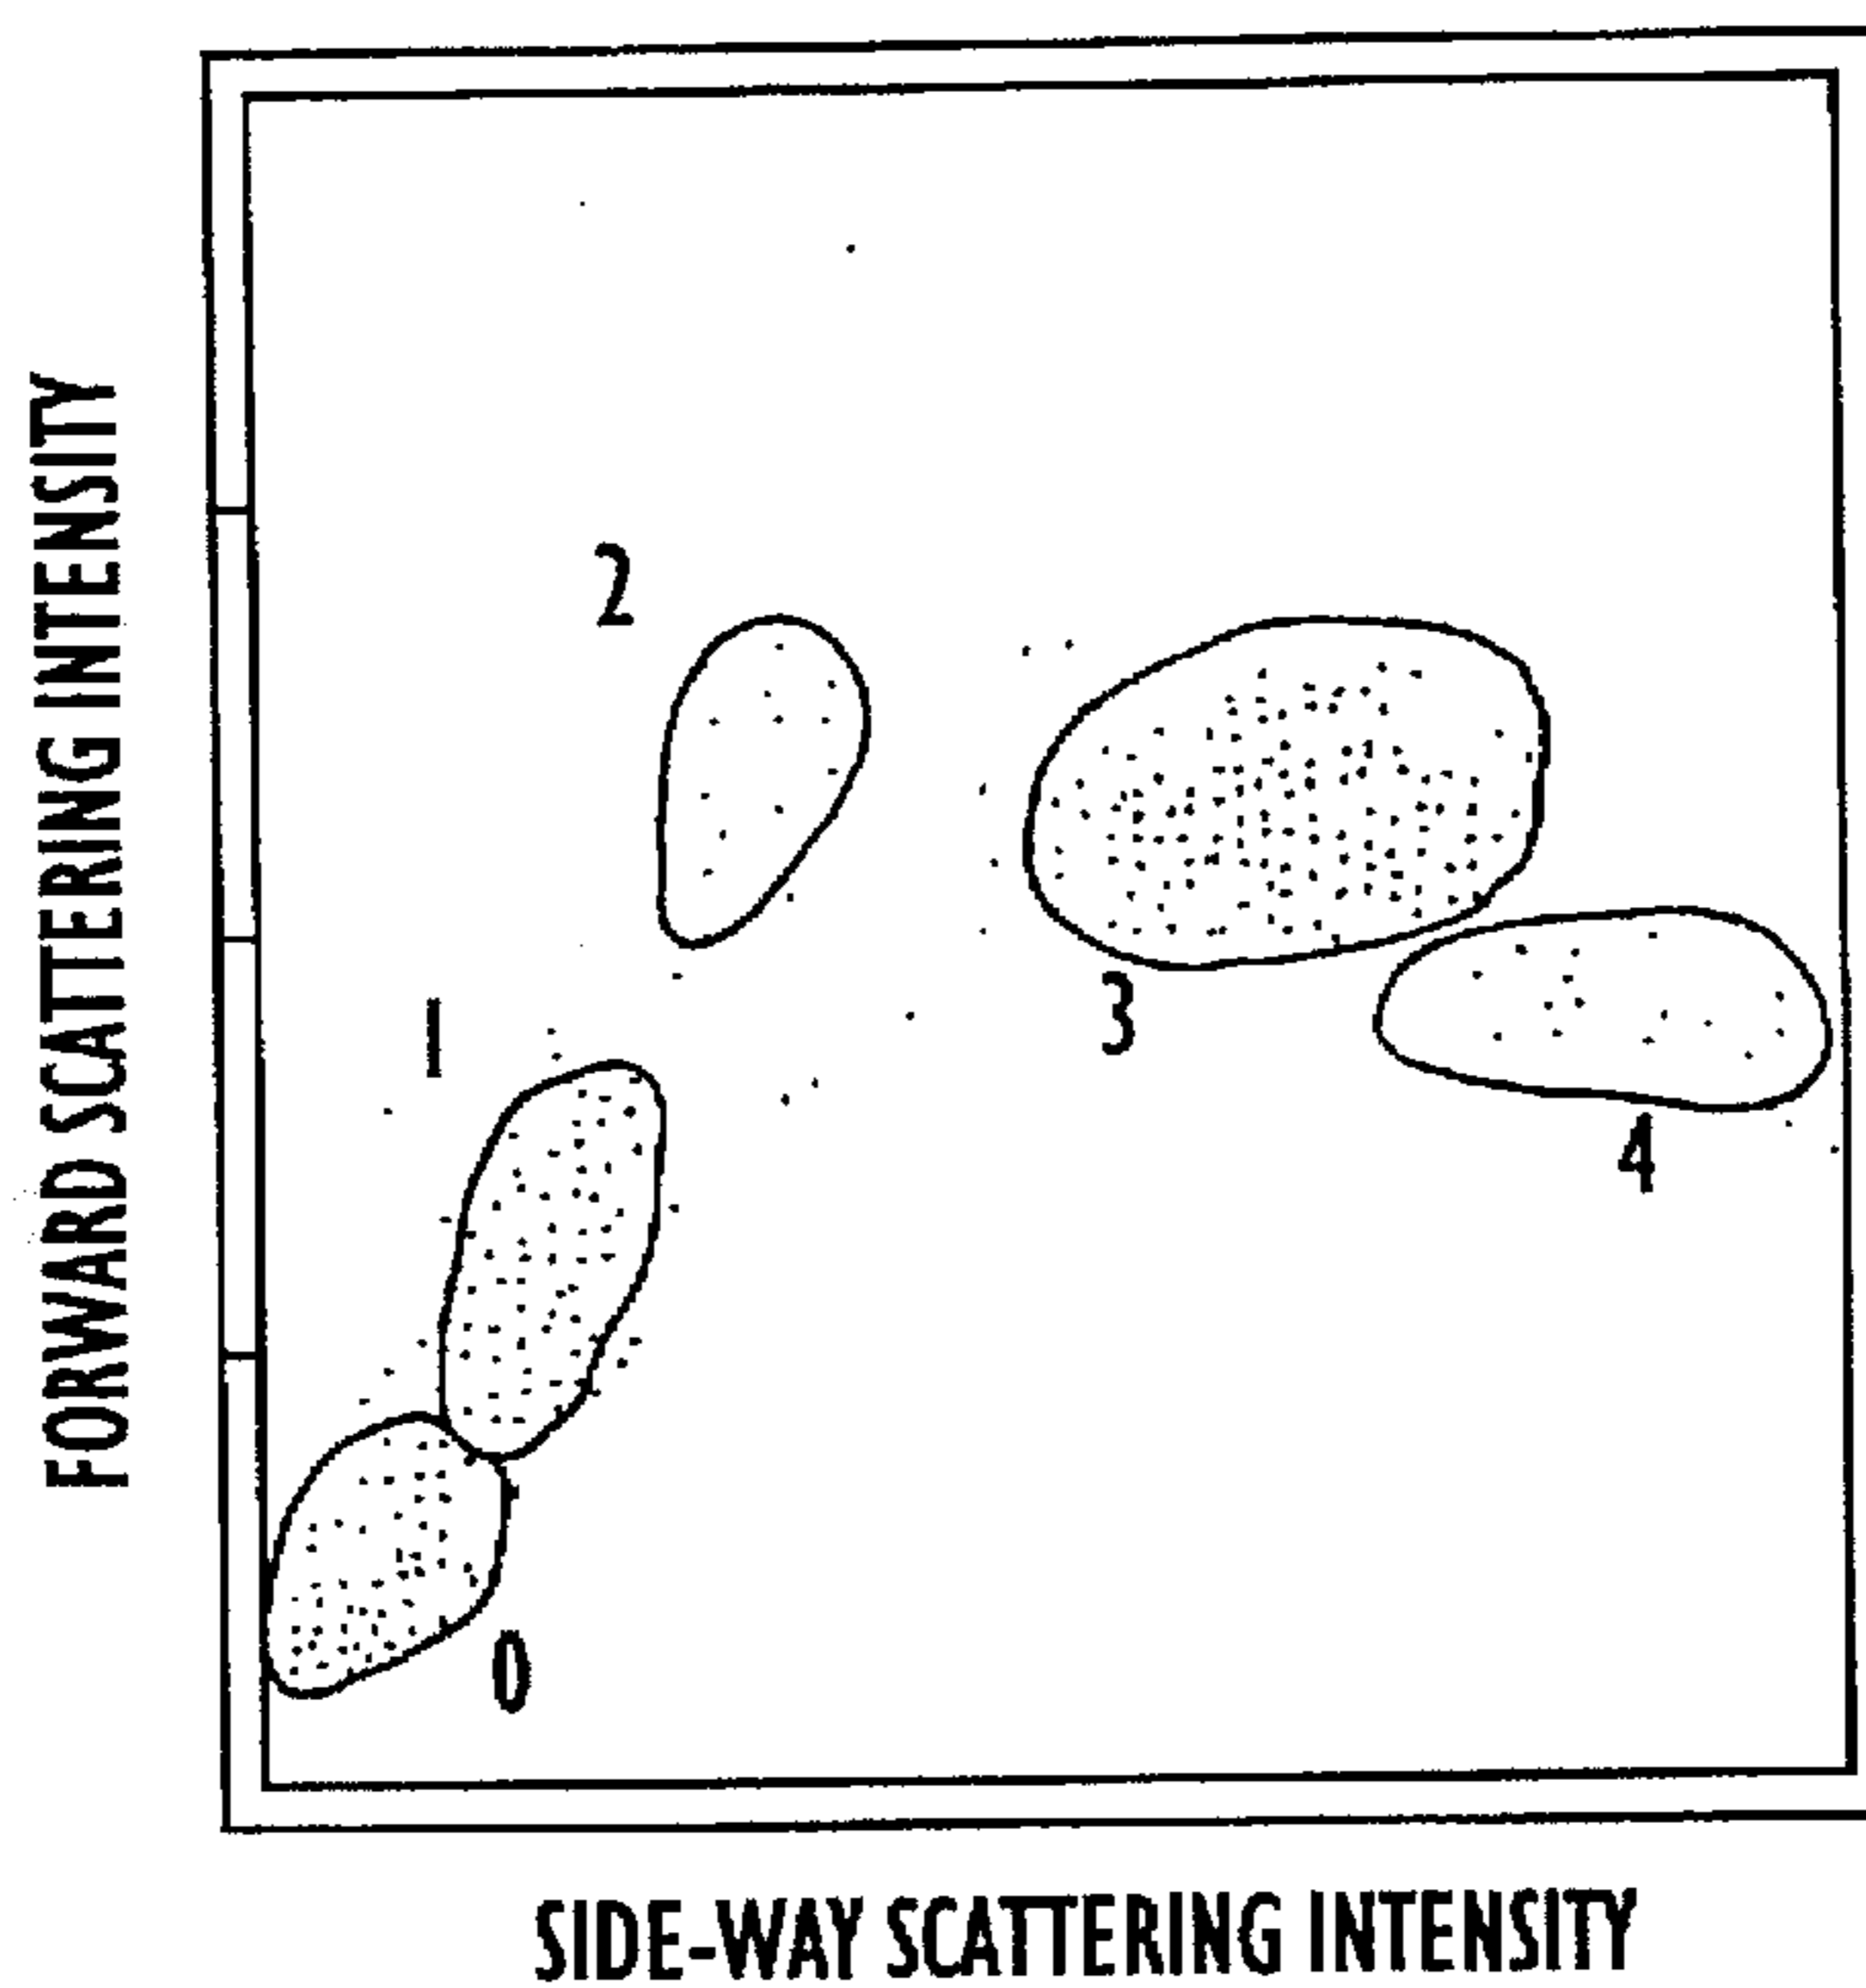 FORWARD SCATTERING INTENSITY
2
1
3
4
0
SIDE-WAY SCATTERING INTENSITY